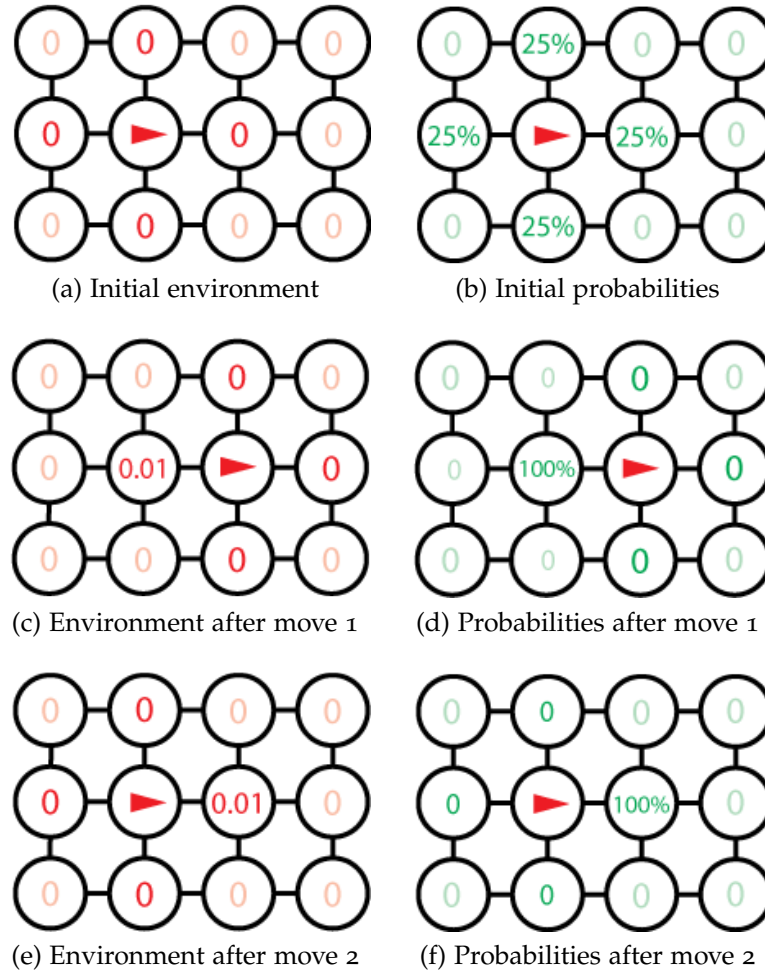 0 0 0 0
0 0 0
0 0 0 0
(a) Initial environment
0 25% 0 0
25% 25% 0
0 25% 0 0
(b) Initial probabilities
0 0 0 0
0 0.01 0
0 0 0 0
(c) Environment after move 1
0 0 0 0
0 100% 0
0 0 0 0
(d) Probabilities after move 1
0 0 0 0
0 0.01 0
0 0 0 0
(e) Environment after move 2
0 0 0 0
0 100% 0
0 0 0 0
(f) Probabilities after move 2